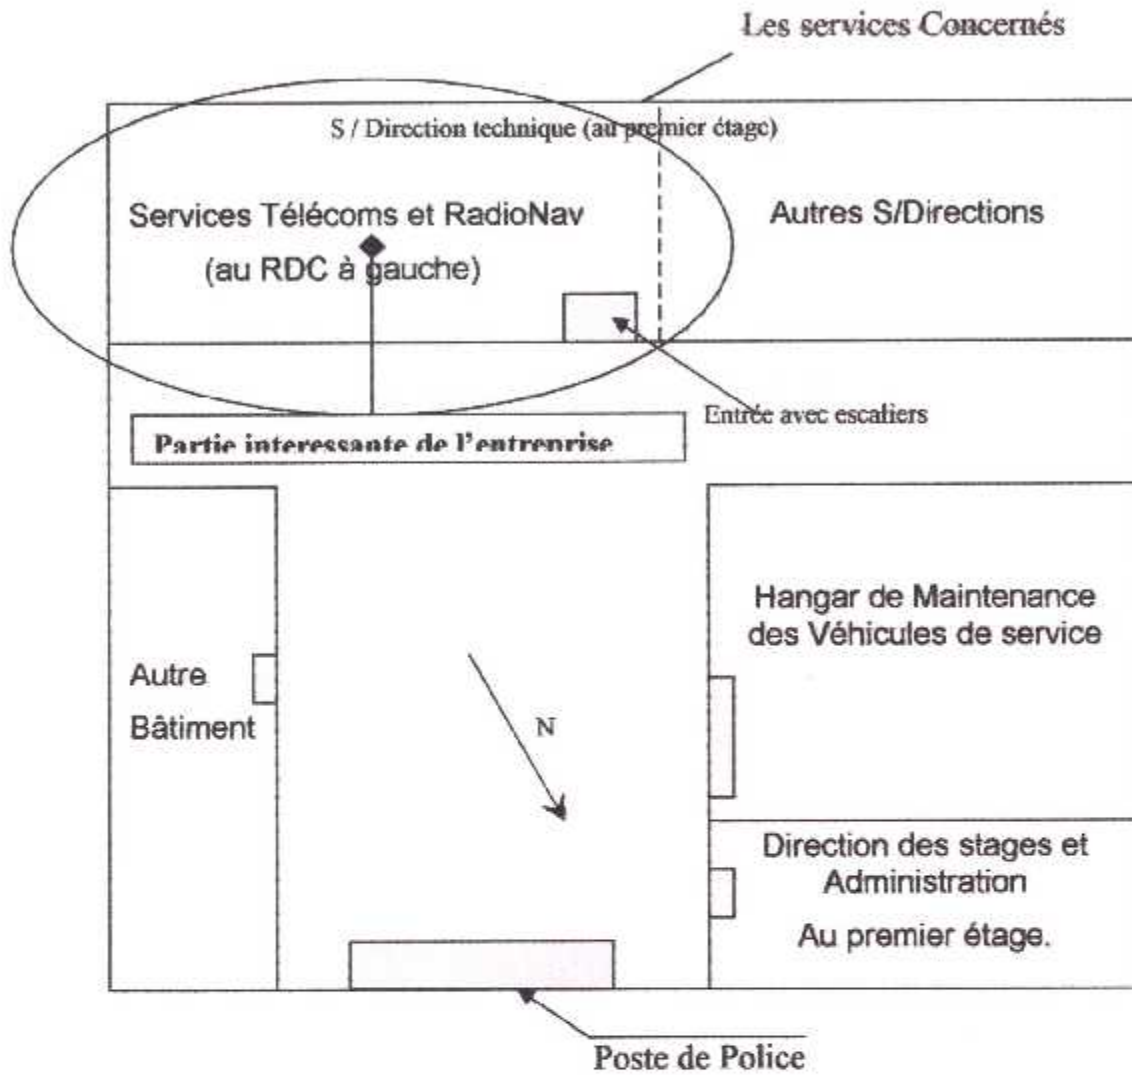 Les services Concernés
S / Direction technique (au premier étage)
Services Télécoms et RadioNav
(au RDC à gauche)
Autres S/Directions
Entrée avec escaliers
Partie interessante de l'entreprise
Autre
Bâtiment
N
Hangar de Maintenance
des Véhicules de service
Direction des stages et
Administration
Au premier étage.
Poste de Police